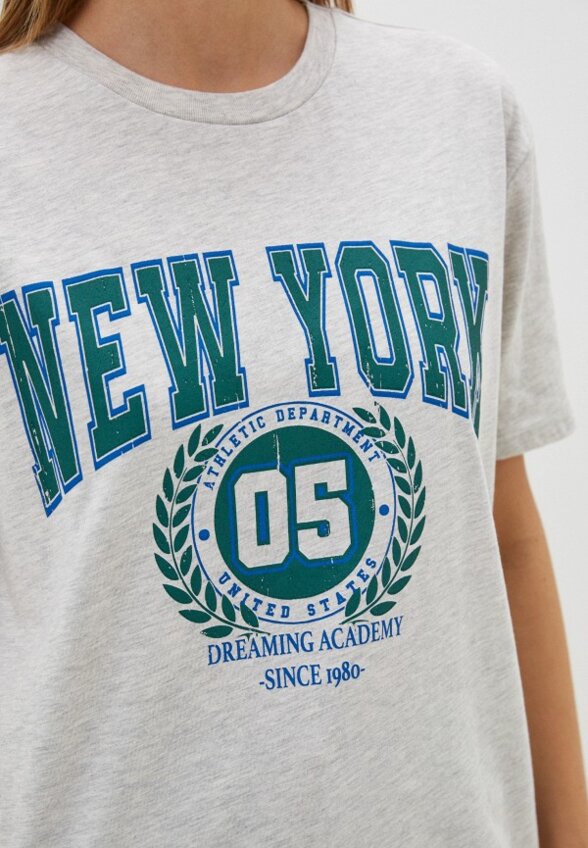 NEW YORK
ATHLETIC DEPARTMENT
05
UNITED STATES
DREAMING ACADEMY
-SINCE 1980-